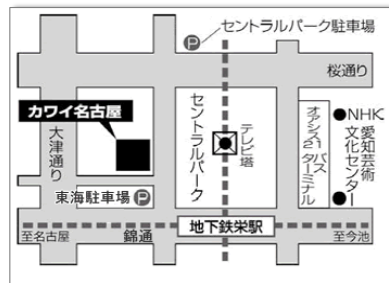 P
セントラルパーク駐車場
桜通り
カワイ名古屋
大津通り
セントラルパーク
テレビ塔
オアシス21
バスターミナル
NHK
愛知芸術
文化センター
東海駐車場 P
地下鉄栄駅
至名古屋
錦通
至今池